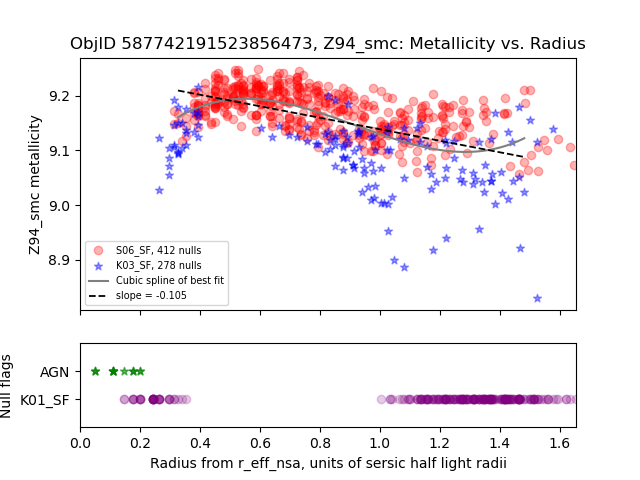 ObjID 587742191523856473, Z94_smc: Metallicity vs. Radius
Z94_smc metallicity
9.2
9.1
9.0
8.9
S06_SF, 412 nulls
K03_SF, 278 nulls
Cubic spline of best fit
slope = -0.105
Null flags
AGN
K01_SF
0.0 0.2 0.4 0.6 0.8 1.0 1.2 1.4 1.6
Radius from r_eff_nsa, units of sersic half light radii